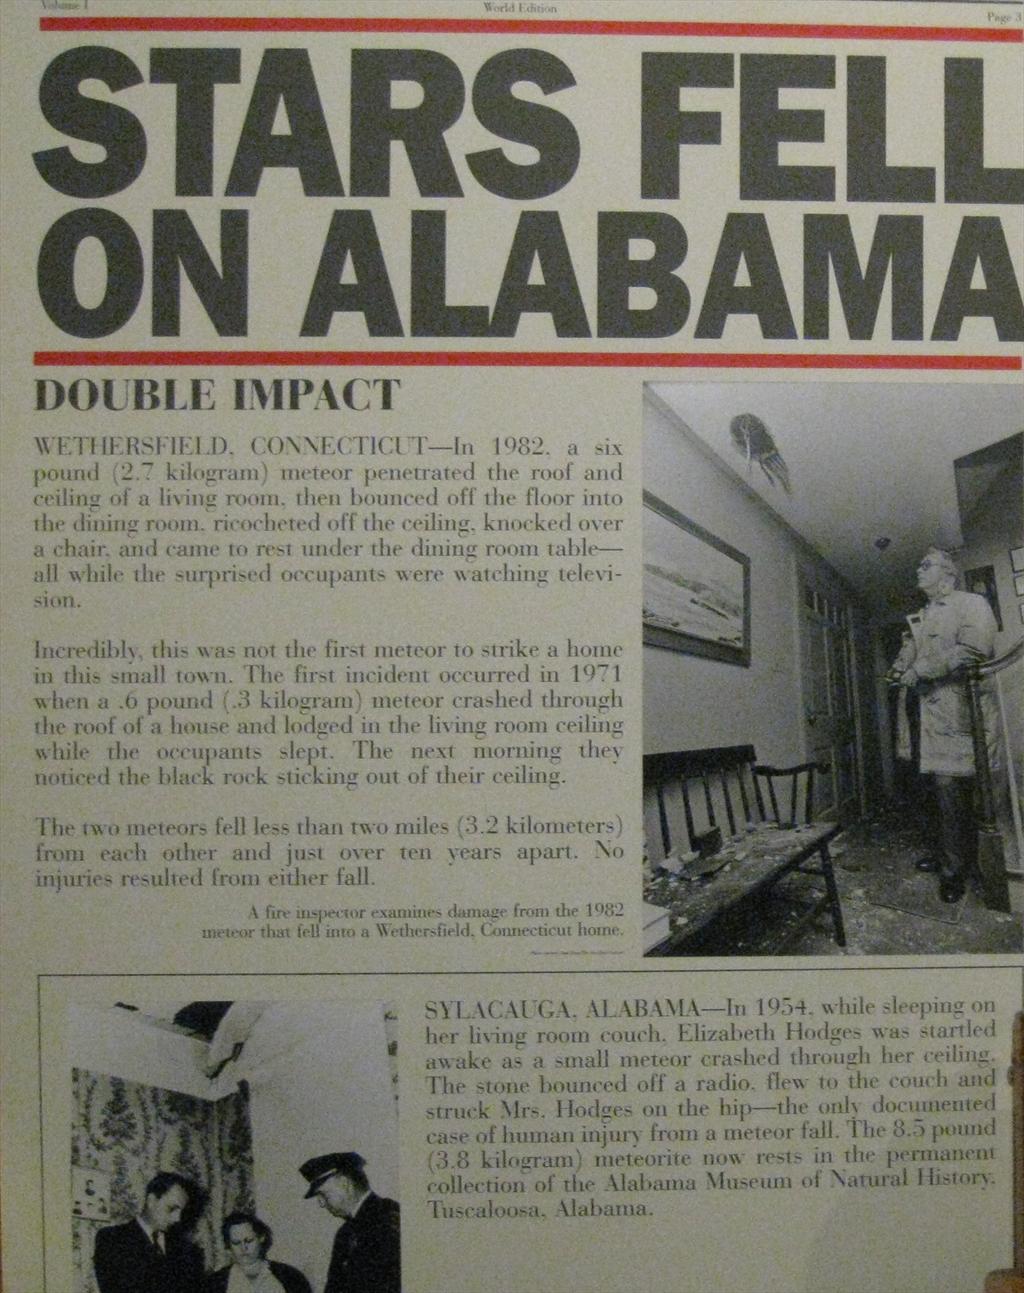 Volume I
World Edition
Page 3
STARS FELL
ON ALABAMA
DOUBLE IMPACT
WETHERSFIELD, CONNECTICUT—In 1982, a six
pound (2.7 kilogram) meteor penetrated the roof and
ceiling of a living room, then bounced off the floor into
the dining room, ricocheted off the ceiling, knocked over
a chair, and came to rest under the dining room table—
all while the surprised occupants were watching televi-
sion.
Incredibly, this was not the first meteor to strike a home
in this small town. The first incident occurred in 1971
when a .6 pound (.3 kilogram) meteor crashed through
the roof of a house and lodged in the living room ceiling
while the occupants slept. The next morning they
noticed the black rock sticking out of their ceiling.
The two meteors fell less than two miles (3.2 kilometers)
from each other and just over ten years apart. No
injuries resulted from either fall.
A fire inspector examines damage from the 1982
meteor that fell into a Wethersfield, Connecticut home.
SYLACAUGA, ALABAMA—In 1954, while sleeping on
her living room couch, Elizabeth Hodges was startled
awake as a small meteor crashed through her ceiling.
The stone bounced off a radio, flew to the couch and
struck Mrs. Hodges on the hip—the only documented
case of human injury from a meteor fall. The 8.5 pound
(3.8 kilogram) meteorite now rests in the permanent
collection of the Alabama Museum of Natural History,
Tuscaloosa, Alabama.